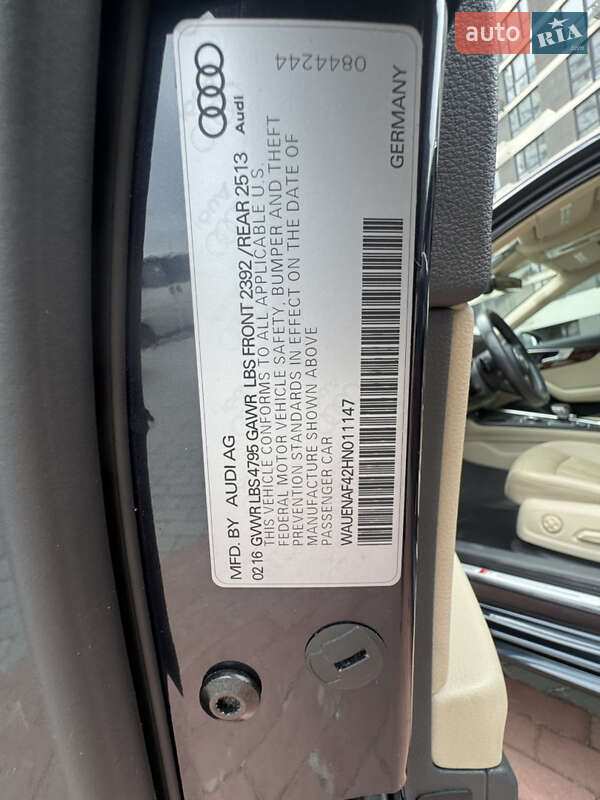 auto RIA.com
MFD. BY AUDI AG Audi
02 16 GVWR LBS 4795 GAWR LBS FRONT 2392 / REAR 2513
THIS VEHICLE CONFORMS TO ALL APPLICABLE U.S.
FEDERAL MOTOR VEHICLE SAFETY, BUMPER AND THEFT
PREVENTION STANDARDS IN EFFECT ON THE DATE OF
MANUFACTURE SHOWN ABOVE
PASSENGER CAR
WAUENAF42HN011147
GERMANY
0844244